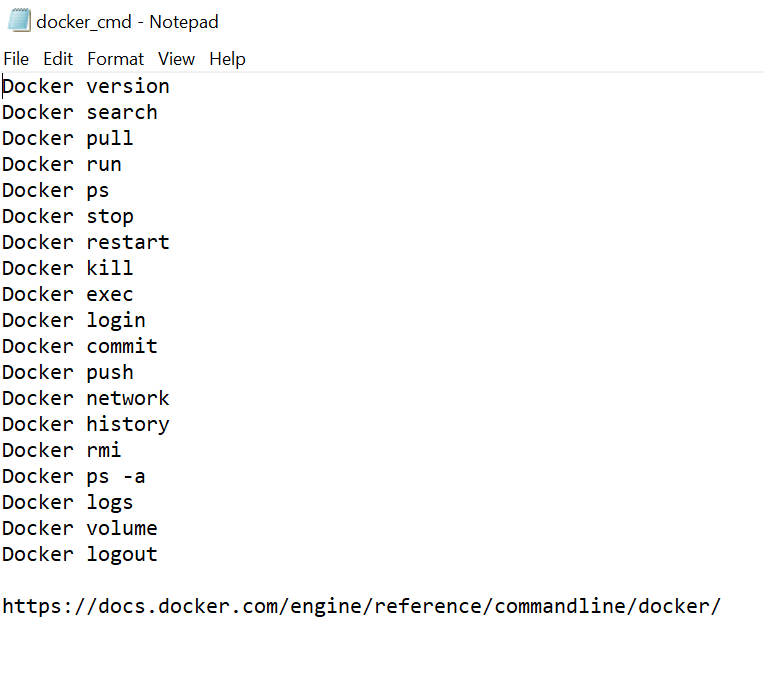 docker_cmd - Notepad
File Edit Format View Help
Docker version
Docker search
Docker pull
Docker run
Docker ps
Docker stop
Docker restart
Docker kill
Docker exec
Docker login
Docker commit
Docker push
Docker network
Docker history
Docker rmi
Docker ps -a
Docker logs
Docker volume
Docker logout
https://docs.docker.com/engine/reference/commandline/docker/